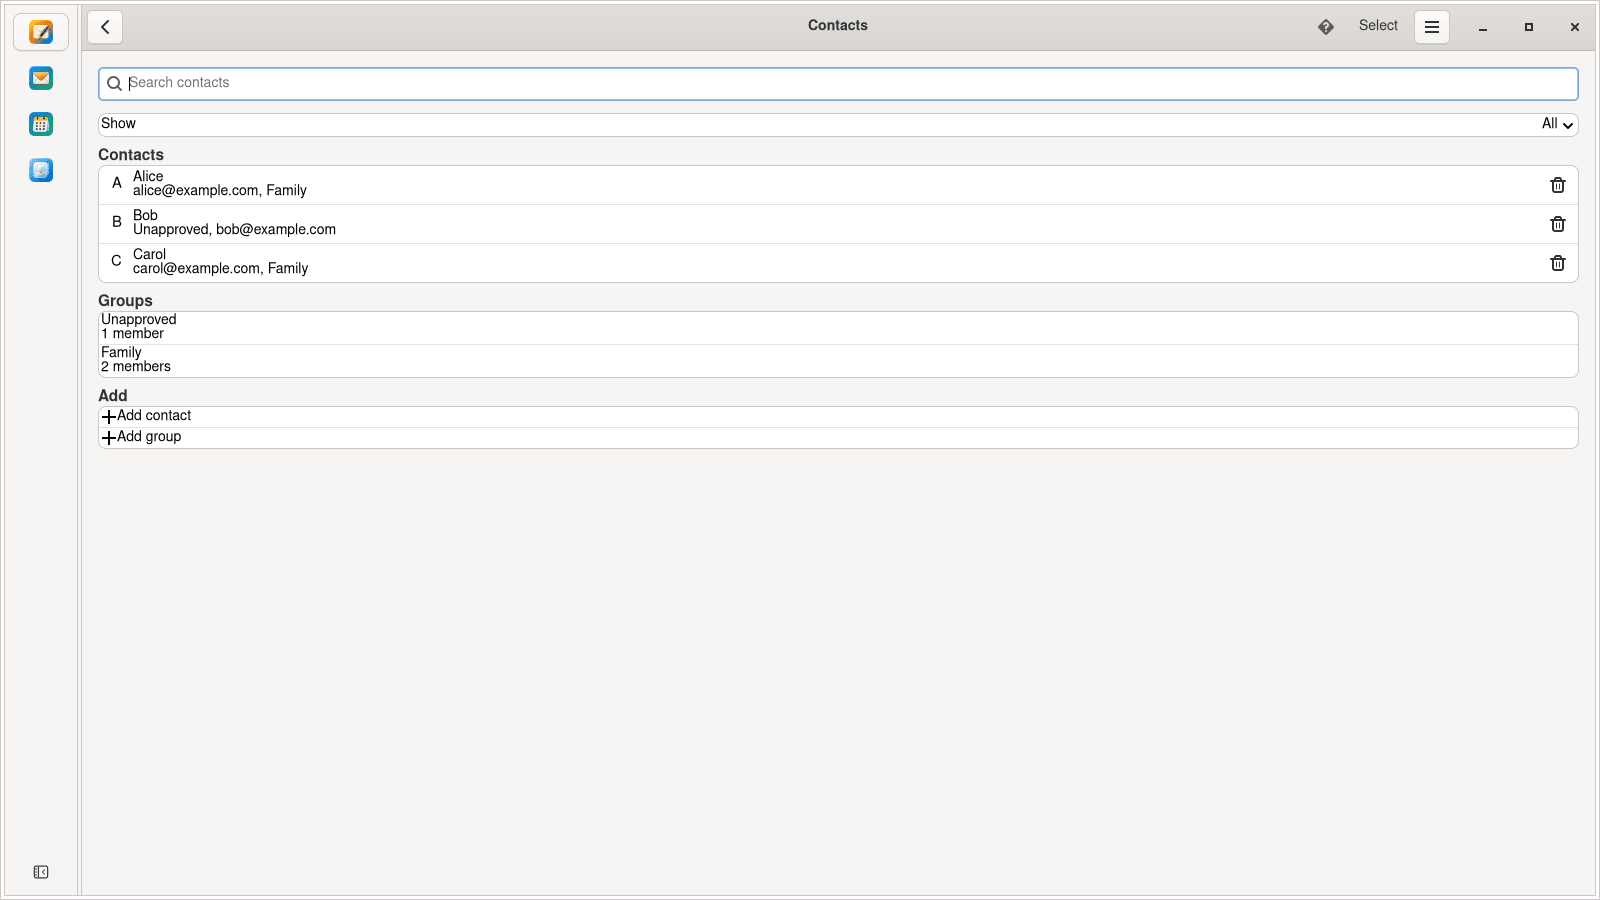 Contacts
Select
Search contacts
Show
All
Contacts
A
Alice
alice@example.com, Family
B
Bob
Unapproved, bob@example.com
C
Carol
carol@example.com, Family
Groups
Unapproved
1 member
Family
2 members
Add
Add contact
Add group